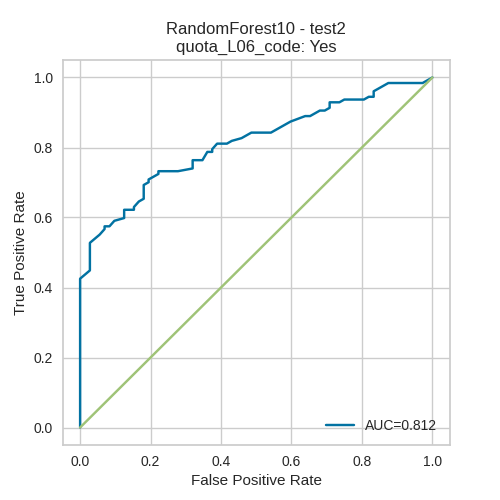 RandomForest10 - test2
quota_L06_code: Yes
1.0
0.8
0.6
0.4
0.2
0.0
True Positive Rate
AUC=0.812
0.0 0.2 0.4 0.6 0.8 1.0
False Positive Rate